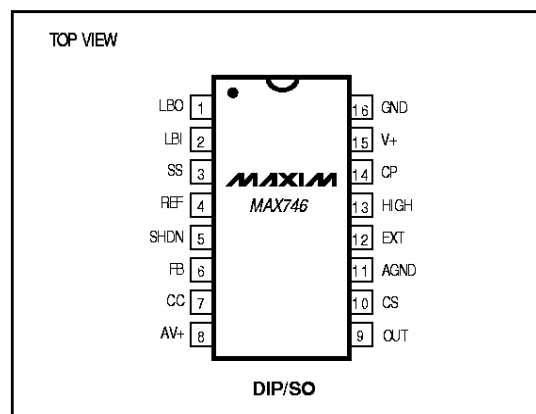 TOP VIEW
LBO 1
LBI 2
SS 3
REF 4
SHDN 5
FB 6
CC 7
AV+ 8
MAXIM
MAX746
16 GND
15 V+
14 CP
13 HIGH
12 EXT
11 AGND
10 CS
9 OUT
DIP/SO